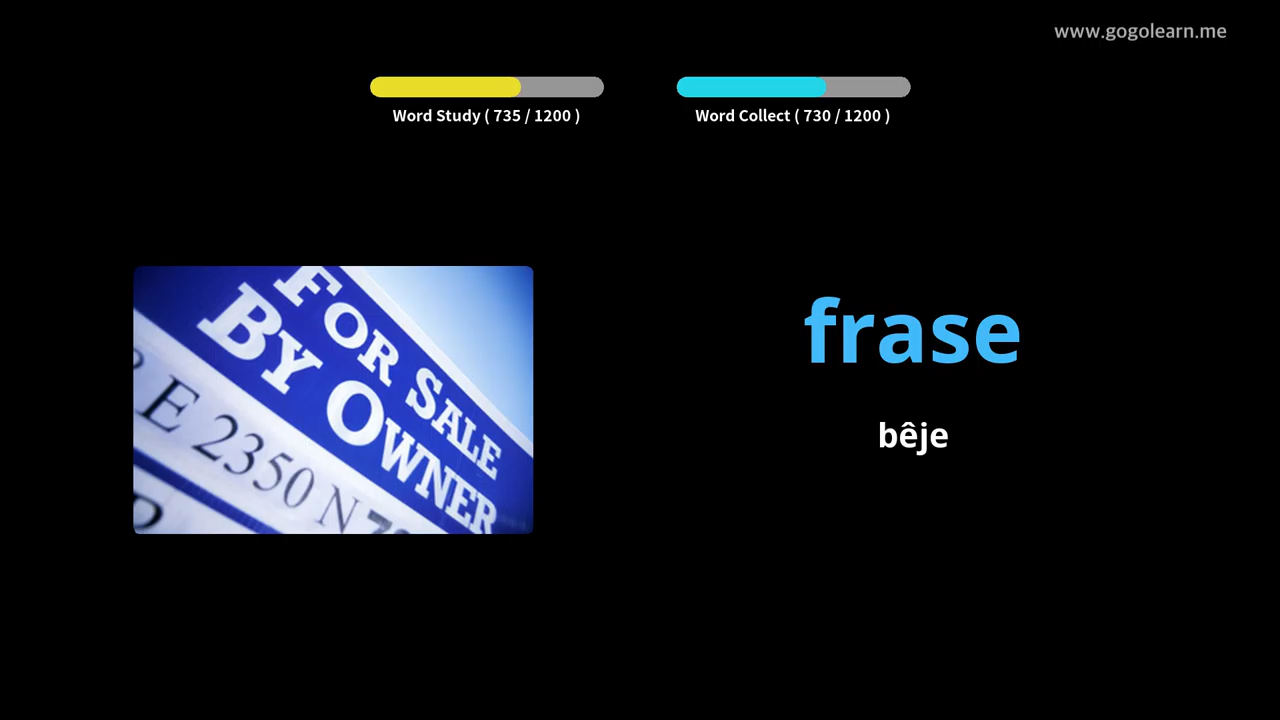 www.gogolearn.me
Word Study ( 735 / 1200 )
Word Collect ( 730 / 1200 )
FOR SALE
BY OWNER
E 2350 N
frase
bêje